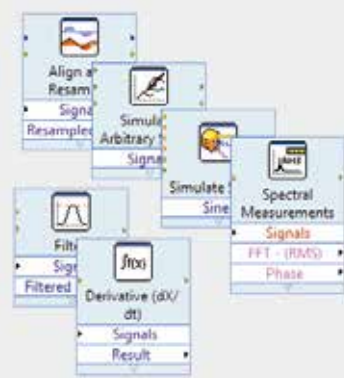 Align a
Resam
Signa
Resampled
Simula
Arbitrary
Signa
Simulate S
Sine
Spectral
Measurements
Signals
FFT - (RMS)
Phase
Filt
Sig
Filtered
∫f(x)
Derivative (dX/
dt)
Signals
Result